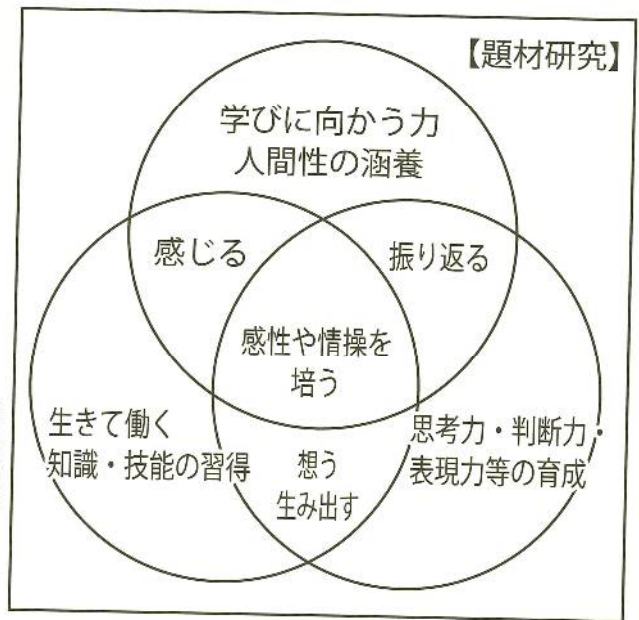 【題材研究】
学びに向かう力
人間性の涵養
感じる
振り返る
感性や情操を
培う
生きて働く
知識・技能の習得
思考力・判断力・
表現力等の育成
想う
生み出す